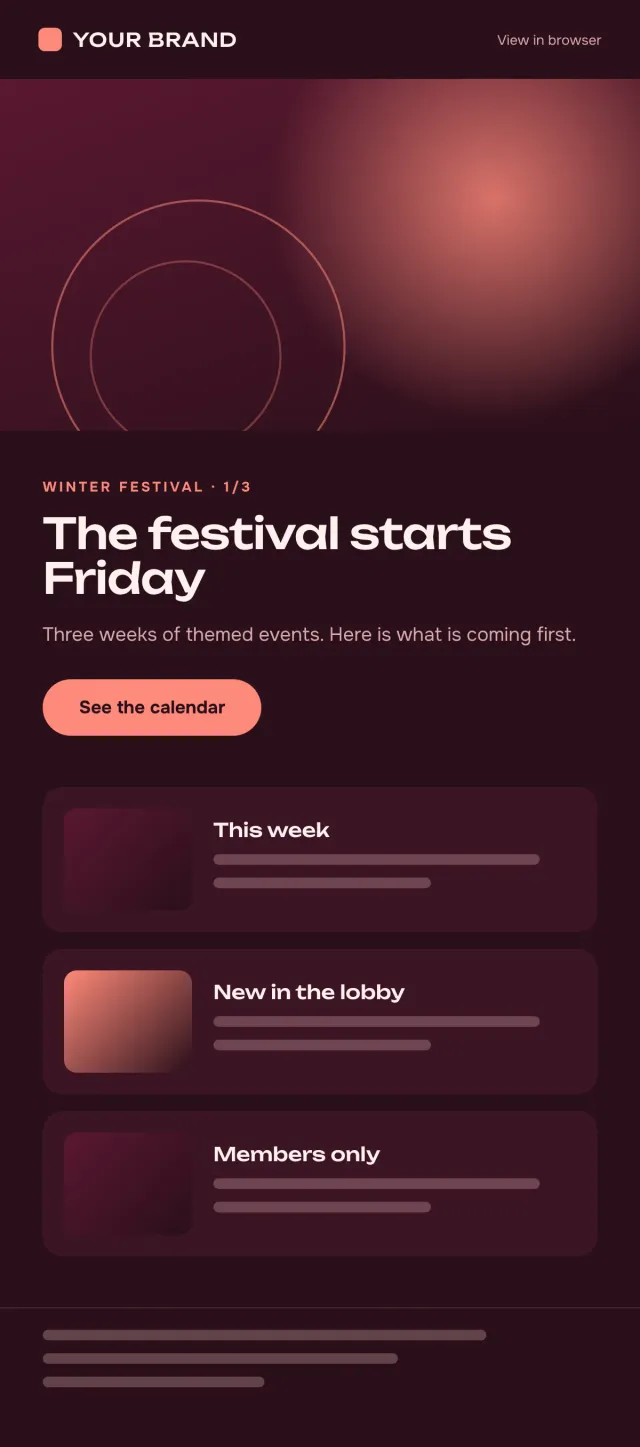 YOUR BRAND
View in browser
WINTER FESTIVAL · 1/3
The festival starts
Friday
Three weeks of themed events. Here is what is coming first.
See the calendar
This week
New in the lobby
Members only